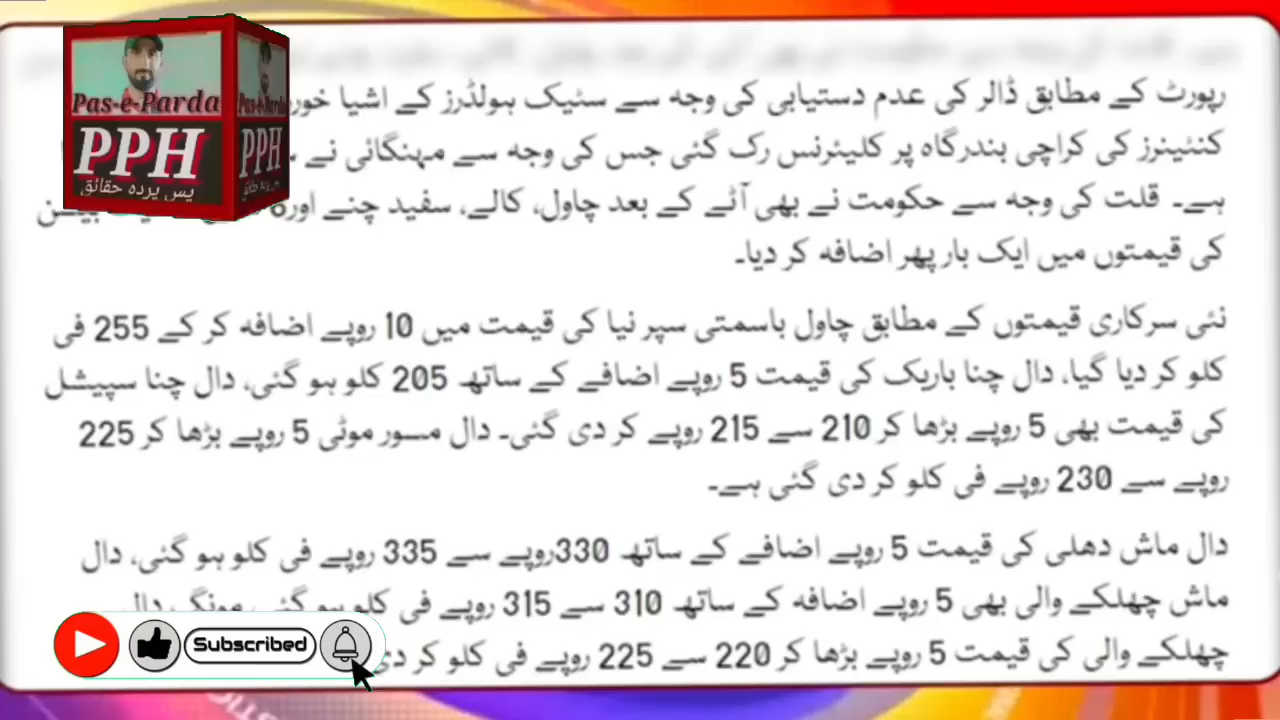 Pas-e-Parda
PPH
پس پردہ حقائق
Pas-e-Parda
PPH
رپورٹ کے مطابق ڈالر کی عدم دستیابی کی وجہ سے سٹیک ہولڈرز کے اشیا
کنٹینرز کی کراچی بندرگاہ پر کلیئرنس رک گئی جس کی وجہ سے مہنگائی نے
ہے۔ قلت کی وجہ سے حکومت نے بھی آٹے کے بعد چاول، کالے، سفید چنے اور بیسن
کی قیمتوں میں ایک بار پھر اضافہ کر دیا۔
نئی سرکاری قیمتوں کے مطابق چاول باسمتی سپر نیا کی قیمت میں 10 روپے اضافہ کر کے 255 فی
کلو کر دیا گیا، دال چنا باریک کی قیمت 5 روپے اضافے کے ساتھ 205 کلو ہو گئی، دال چنا سپیشل
کی قیمت بھی 5 روپے بڑھا کر 210 سے 215 روپے کر دی گئی۔ دال مسور موٹی 5 روپے بڑھا کر 225
روپے سے 230 روپے فی کلو کر دی گئی ہے۔
دال ماش دھلی کی قیمت 5 روپے اضافے کے ساتھ 330روپے سے 335 روپے فی کلو ہو گئی، دال
ماش چھلکے والی بھی 5 روپے اضافہ کے ساتھ 310 سے 315 روپے فی کلو ہو گئی، مونگ دال
چھلکے والی کی قیمت 5 روپے بڑھا کر 220 سے 225 روپے فی کلو کر دی
Subscribed